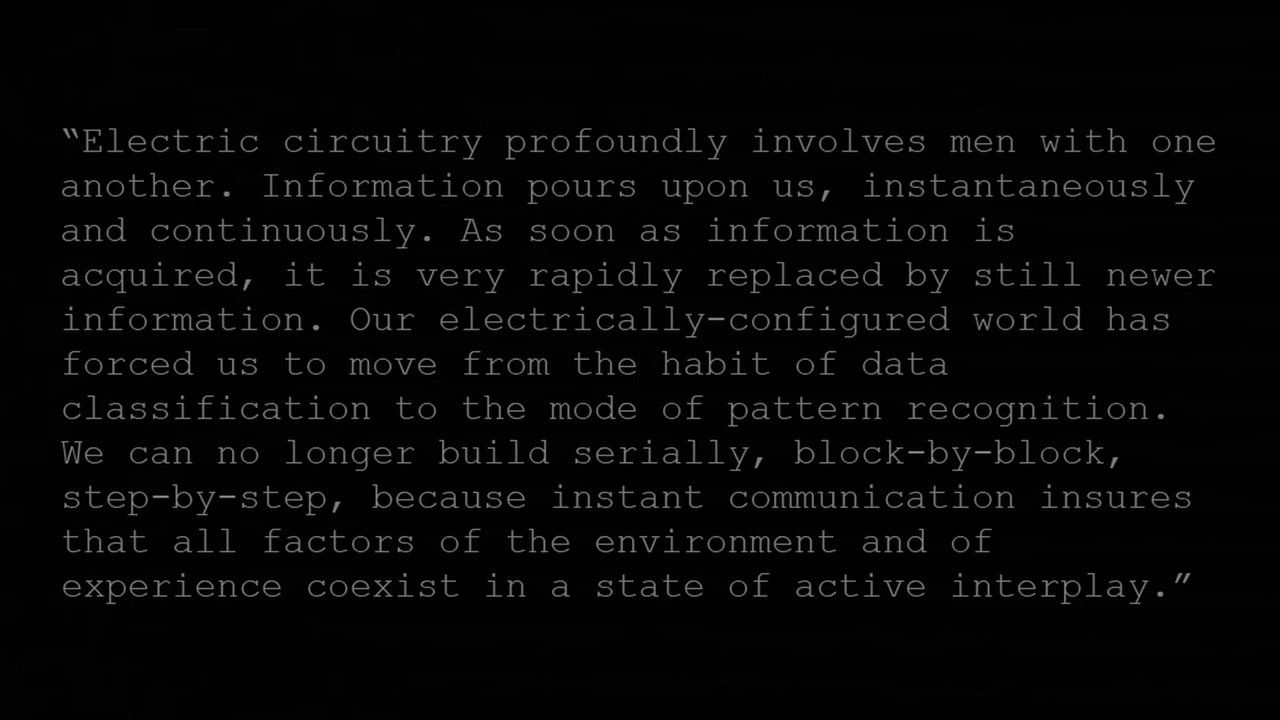 “Electric circuitry profoundly involves men with one
another. Information pours upon us, instantaneously
and continuously. As soon as information is
acquired, it is very rapidly replaced by still newer
information. Our electrically-configured world has
forced us to move from the habit of data
classification to the mode of pattern recognition.
We can no longer build serially, block-by-block,
step-by-step, because instant communication insures
that all factors of the environment and of
experience coexist in a state of active interplay.”